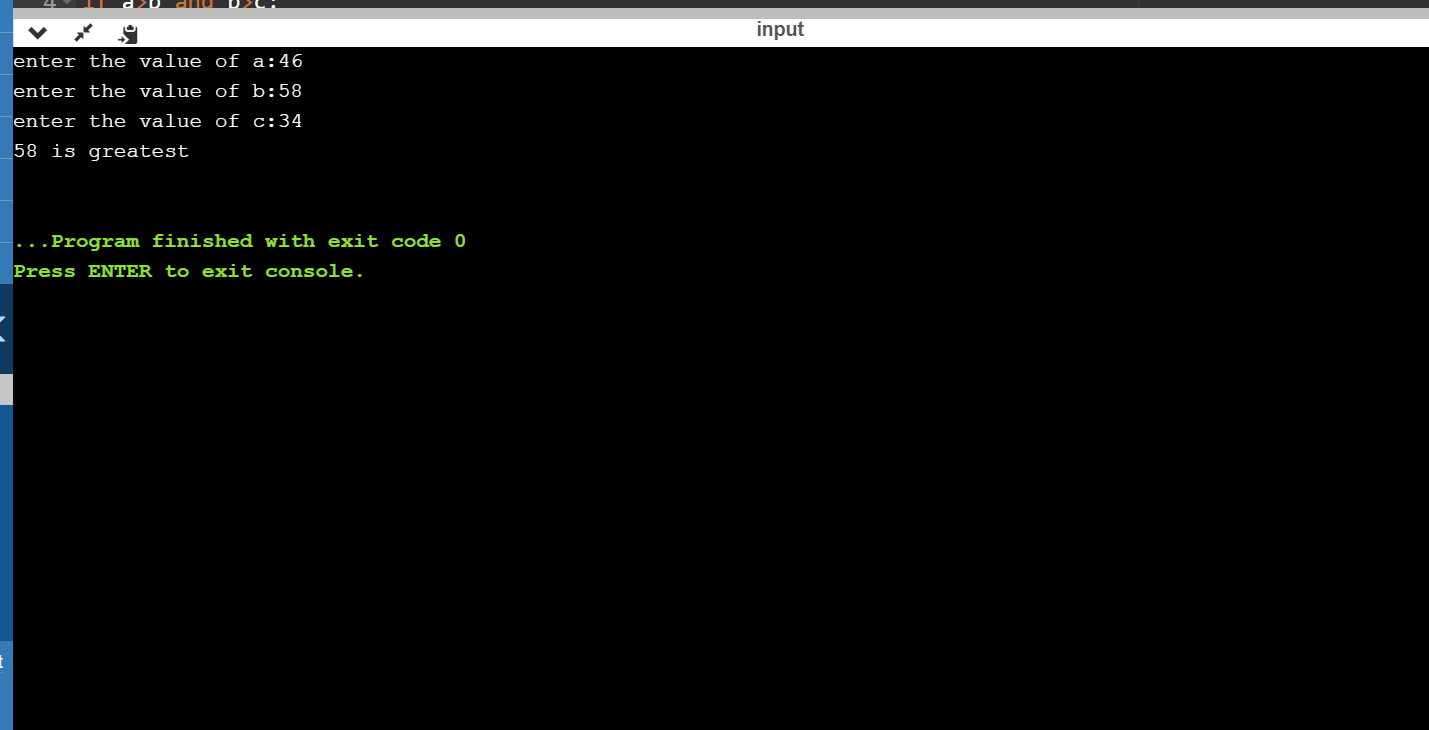 4 if a>b and b>c:
input
enter the value of a:46
enter the value of b:58
enter the value of c:34
58 is greatest
...Program finished with exit code 0
Press ENTER to exit console.
t